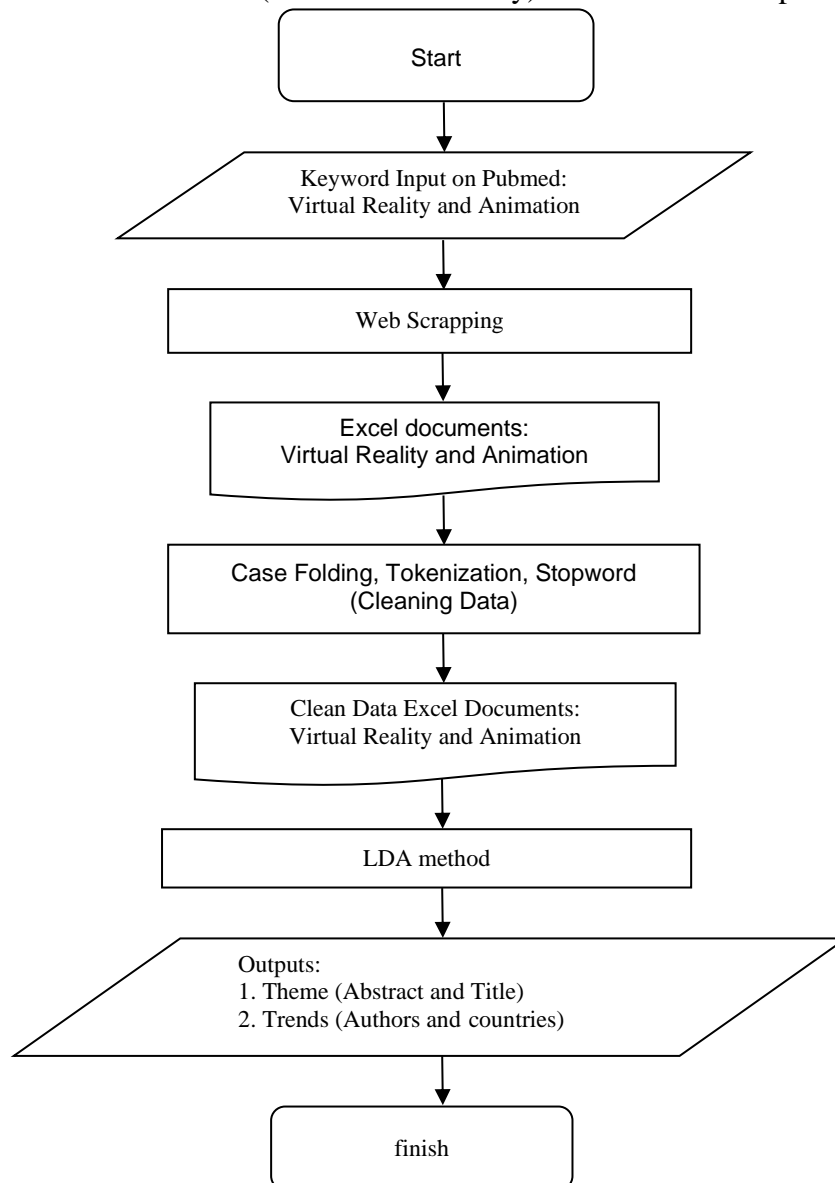 Start
Keyword Input on Pubmed:
Virtual Reality and Animation
Web Scrapping
Excel documents:
Virtual Reality and Animation
Case Folding, Tokenization, Stopword
(Cleaning Data)
Clean Data Excel Documents:
Virtual Reality and Animation
LDA method
Outputs:
1. Theme (Abstract and Title)
2. Trends (Authors and countries)
finish